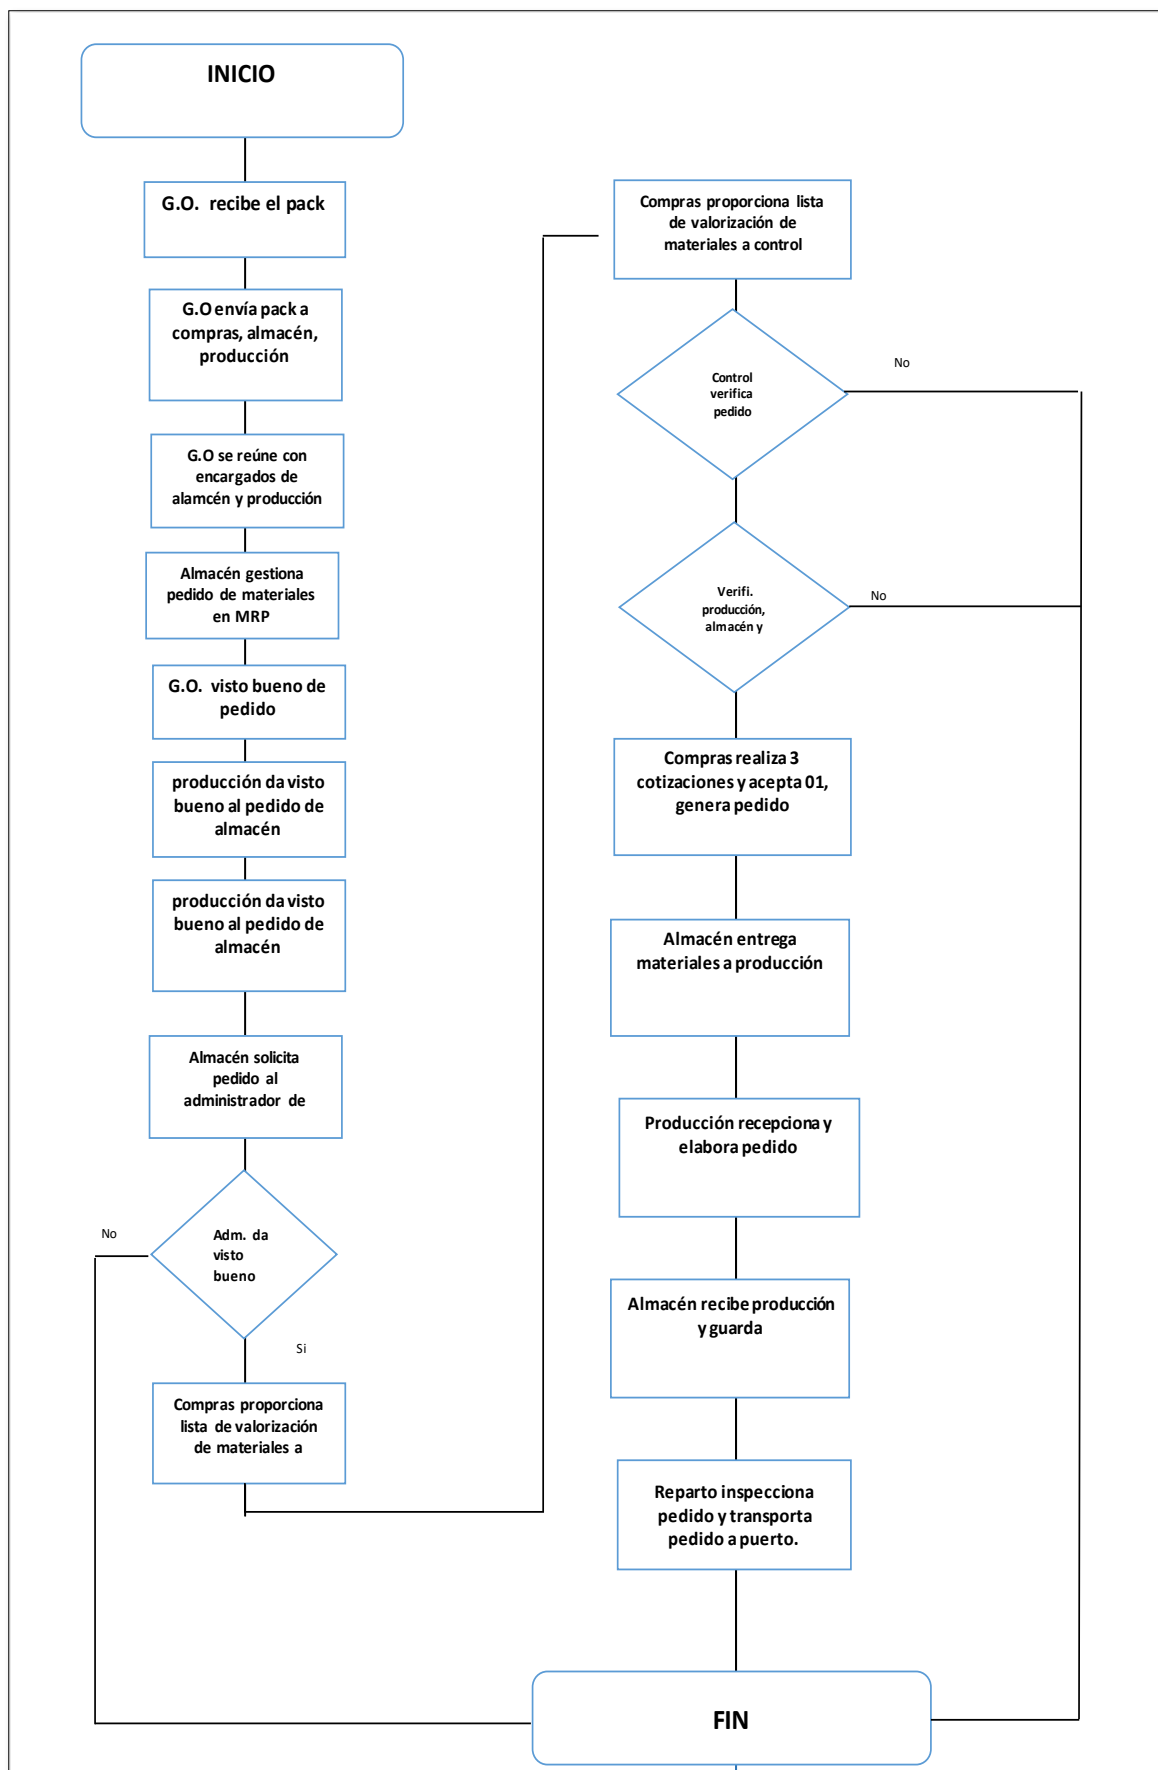 INICIO
G.O. recibe el pack
G.O envía pack a
compras, almacén,
producción
G.O se reúne con
encargados de
alamcén y producción
Almacén gestiona
pedido de materiales
en MRP
G.O. visto bueno de
pedido
producción da visto
bueno al pedido de
almacén
producción da visto
bueno al pedido de
almacén
Almacén solicita
pedido al
administrador de
No
Adm. da
visto
bueno
Si
Compras proporciona
lista de valorización
de materiales a
Compras proporciona lista
de valorización de
materiales a control
No
Control
verifica
pedido
No
Verifi.
producción,
almacén y
Compras realiza 3
cotizaciones y acepta 01,
genera pedido
Almacén entrega
materiales a producción
Producción recepciona y
elabora pedido
Almacén recibe producción
y guarda
Reparto inspecciona
pedido y transporta
pedido a puerto.
FIN